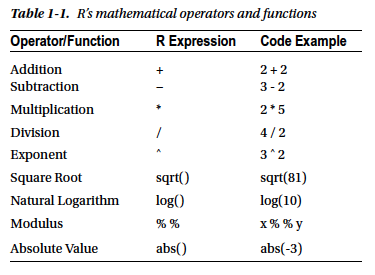 Table 1-1. R's mathematical operators and functions
Operator/Function R Expression Code Example
Addition + 2 + 2
Subtraction – 3 - 2
Multiplication * 2 * 5
Division / 4 / 2
Exponent ^ 3 ^ 2
Square Root sqrt() sqrt(81)
Natural Logarithm log() log(10)
Modulus % % x % % y
Absolute Value abs() abs(-3)